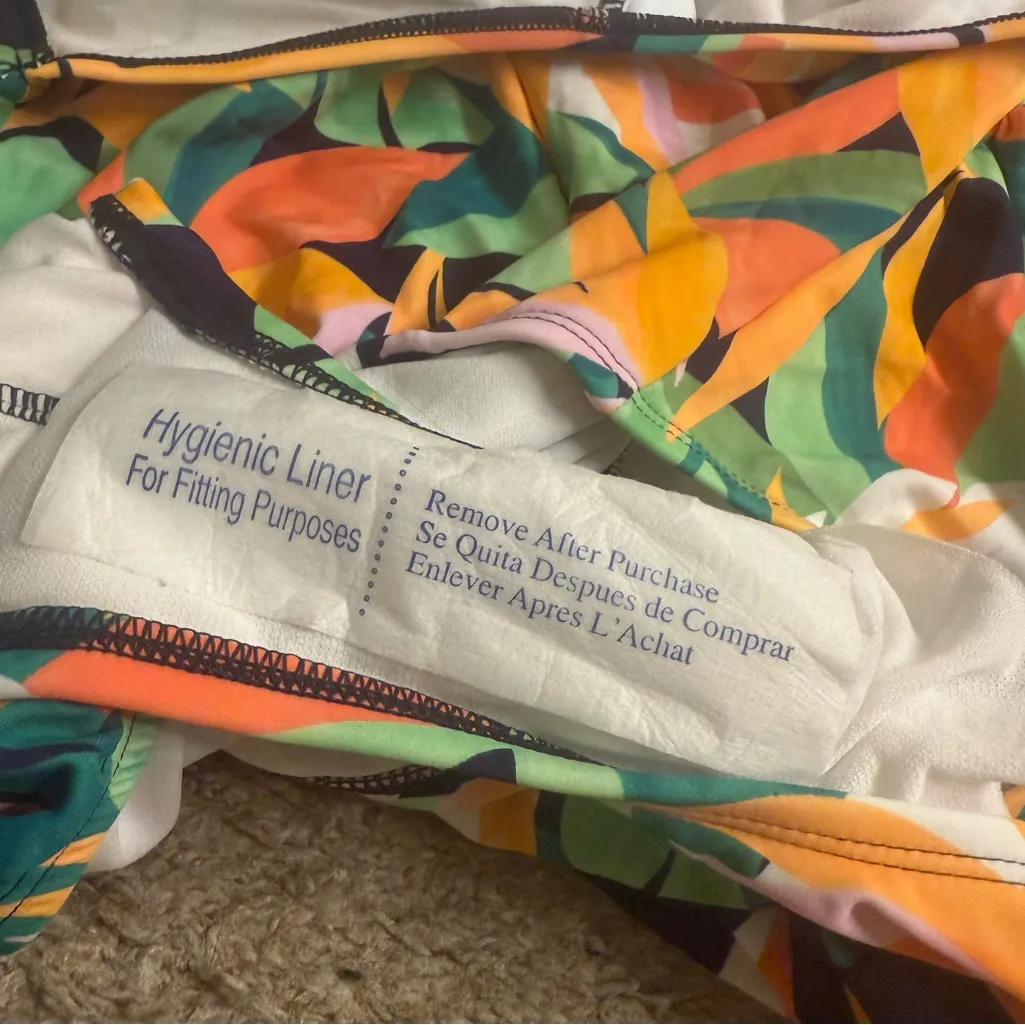 Hygienic Liner
For Fitting Purposes
Remove After Purchase
Se Quita Despues de Comprar
Enlever Apres L'Achat